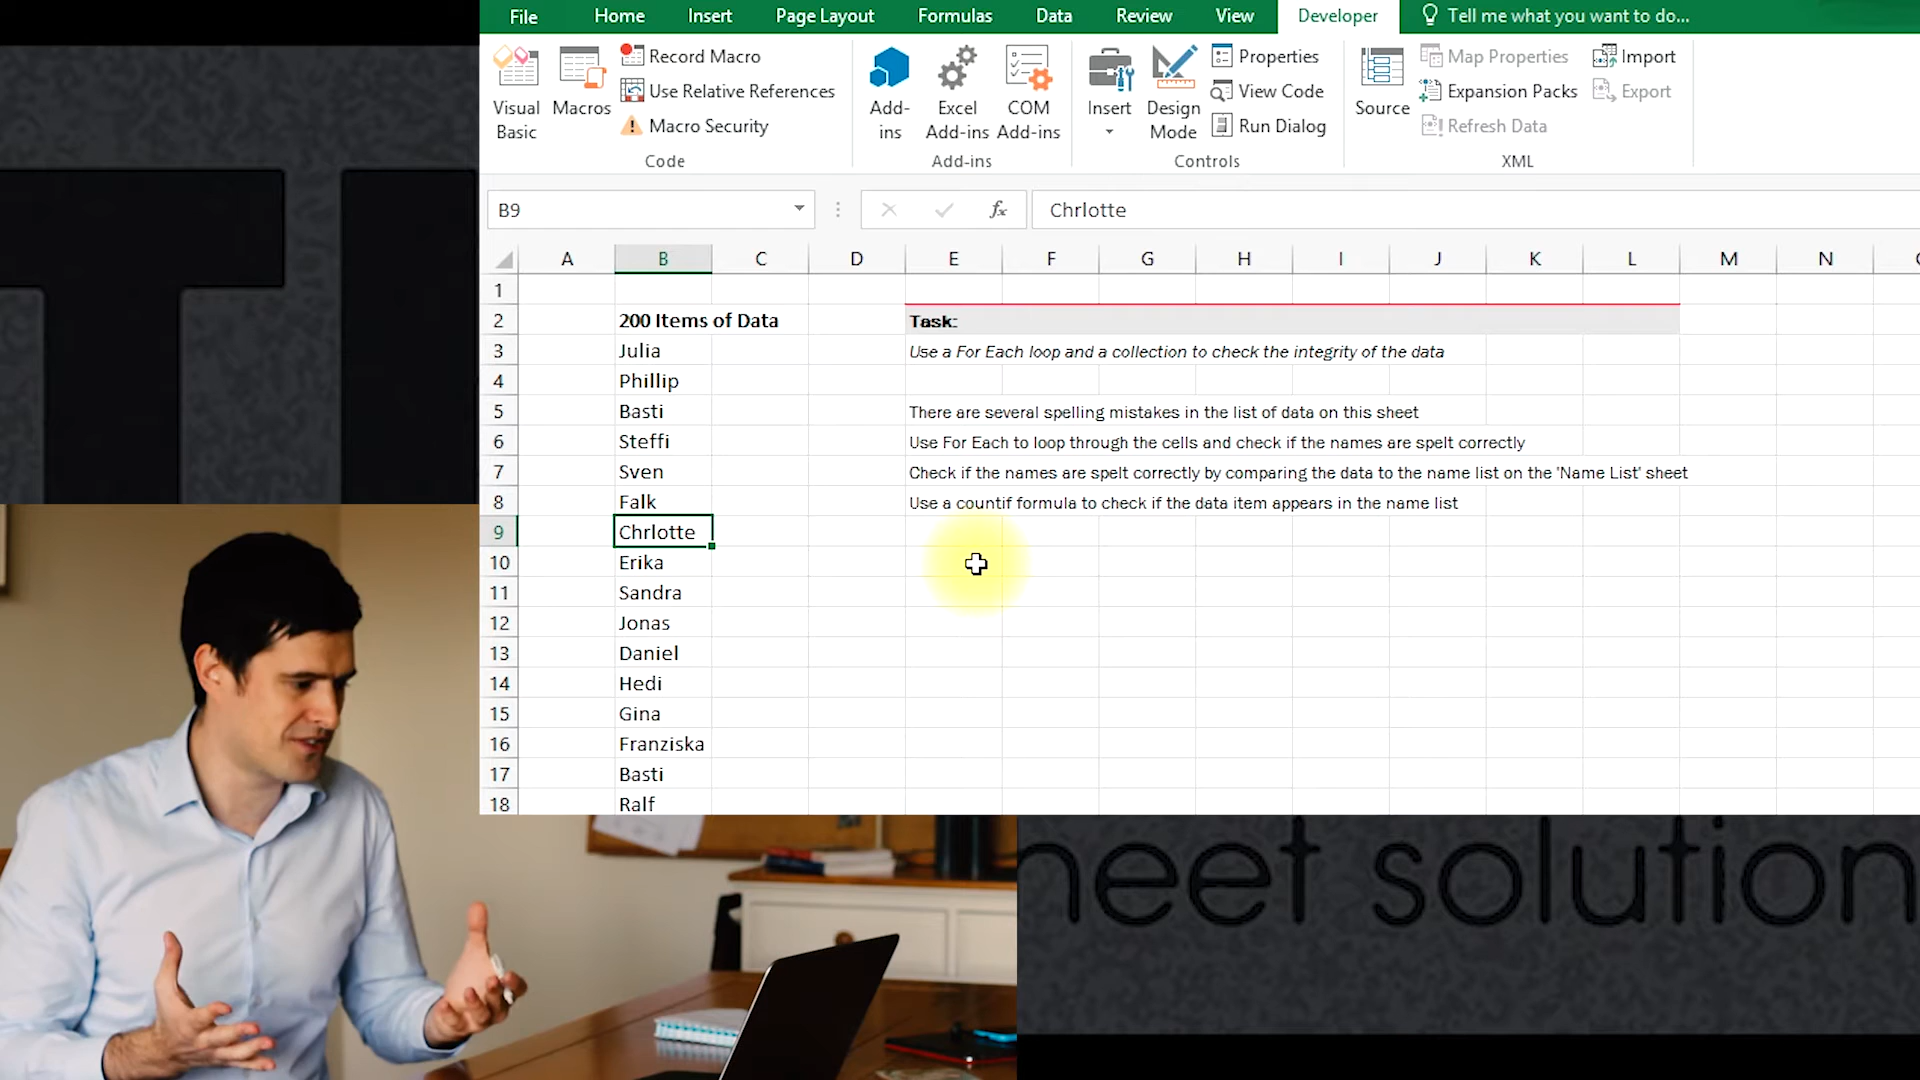 File Home Insert Page Layout Formulas Data Review View Developer Tell me what you want to do...
Visual Basic
Macros
Record Macro
Use Relative References
Macro Security
Code
Add-ins
Excel Add-ins
COM Add-ins
Add-ins
Insert
Design Mode
Properties
View Code
Run Dialog
Controls
Source
Map Properties
Expansion Packs
Refresh Data
Import
Export
XML
B9 fx Chrlotte
A B C D E F G H I J K L M N
1
2 200 Items of Data Task:
3 Julia Use a For Each loop and a collection to check the integrity of the data
4 Phillip
5 Basti There are several spelling mistakes in the list of data on this sheet
6 Steffi Use For Each to loop through the cells and check if the names are spelt correctly
7 Sven Check if the names are spelt correctly by comparing the data to the name list on the 'Name List' sheet
8 Falk Use a countif formula to check if the data item appears in the name list
9 Chrlotte
10 Erika
11 Sandra
12 Jonas
13 Daniel
14 Hedi
15 Gina
16 Franziska
17 Basti
18 Ralf
heet solution